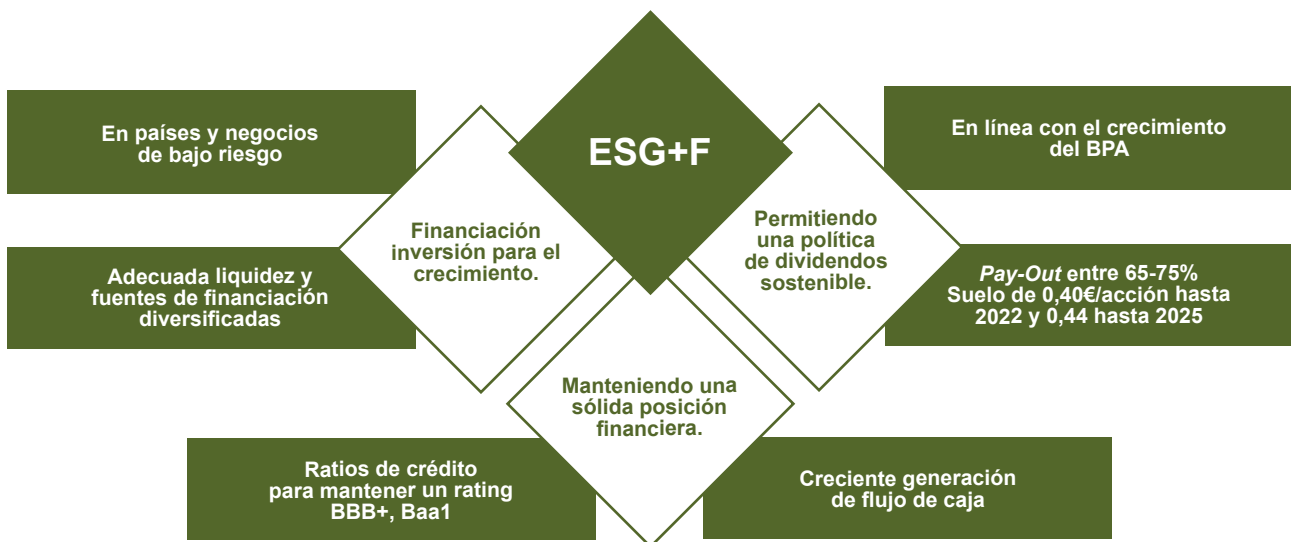 ESG+F
En países y negocios
de bajo riesgo
Adecuada liquidez y
fuentes de financiación
diversificadas
Financiación
inversión para el
crecimiento.
Permitiendo
una política
de dividendos
sostenible.
En línea con el crecimiento
del BPA
Pay-Out entre 65-75%
Suelo de 0,40€/acción hasta
2022 y 0,44 hasta 2025
Manteniendo una
sólida posición
financiera.
Ratios de crédito
para mantener un rating
BBB+, Baa1
Creciente generación
de flujo de caja